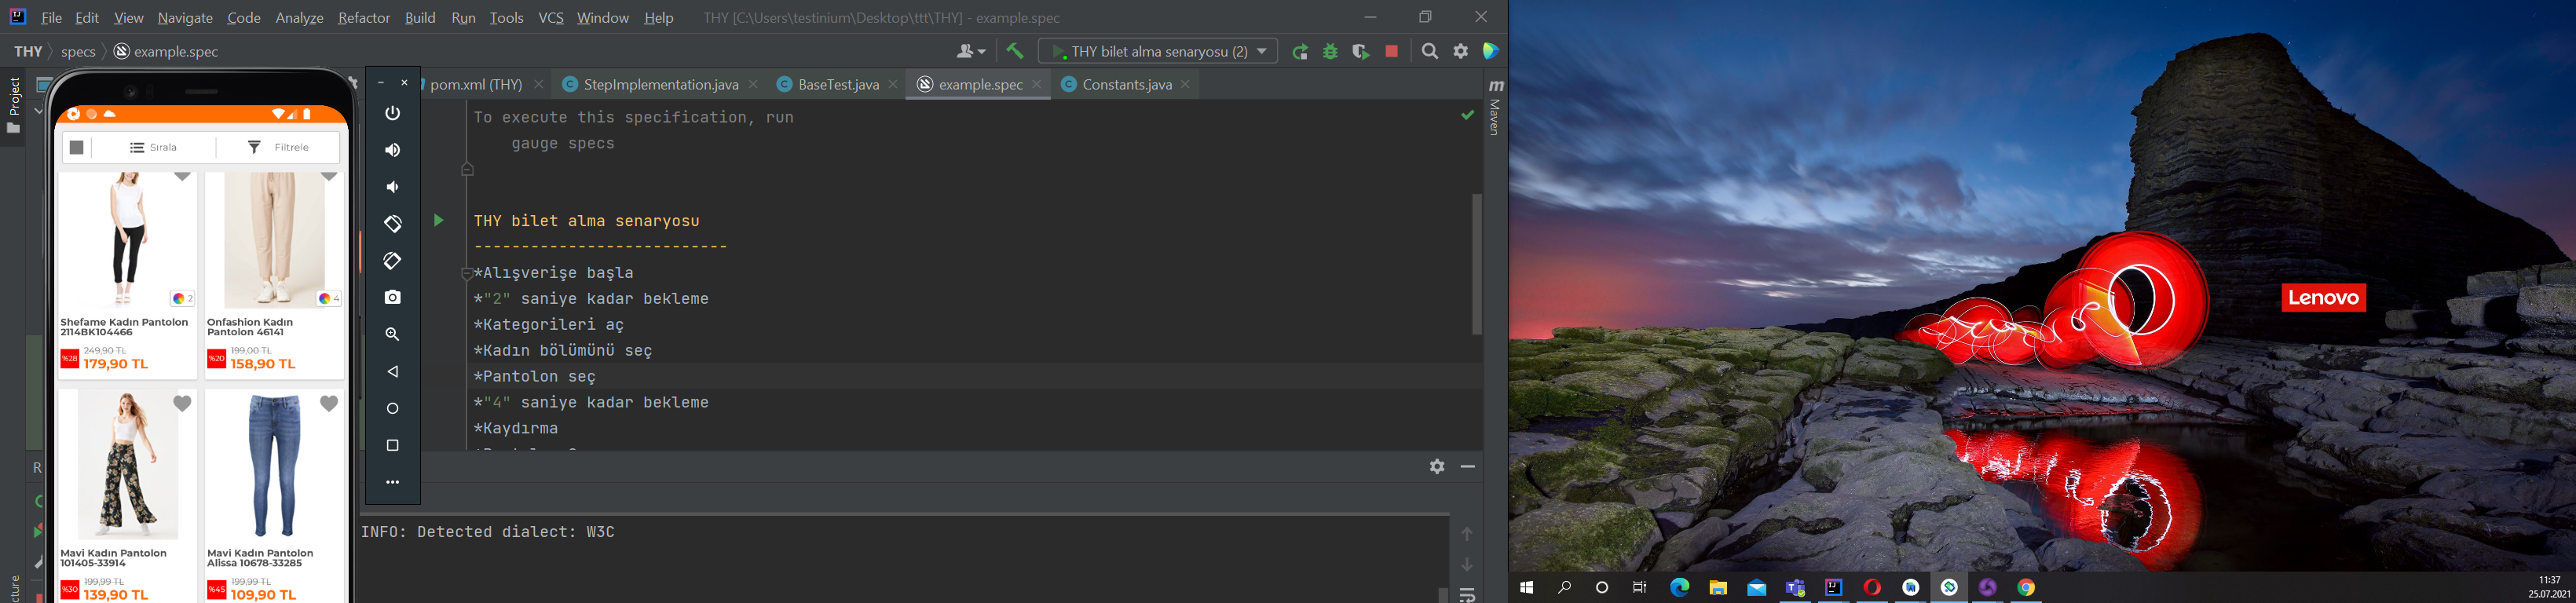 File Edit View Navigate Code Analyze Refactor Build Run Tools VCS Window Help THY [C:\Users\testinium\Desktop\ttt\THY] - example.spec
THY specs example.spec
THY bilet alma senaryosu (2)
Project
pom.xml (THY) StepImplementation.java BaseTest.java example.spec Constants.java
Maven
To execute this specification, run
gauge specs
THY bilet alma senaryosu
---------------------------
*Alışverişe başla
*"2" saniye kadar bekleme
*Kategorileri aç
*Kadın bölümünü seç
*Pantolon seç
*"4" saniye kadar bekleme
*Kaydırma
INFO: Detected dialect: W3C
Sırala Filtrele
2
4
Shefame Kadın Pantolon
2114BK104466
%28 249,90 TL
179,90 TL
Onfashion Kadın
Pantolon 46141
%20 199,00 TL
158,90 TL
Mavi Kadın Pantolon
101405-33914
%30 199,99 TL
139,90 TL
Mavi Kadın Pantolon
Alissa 10678-33285
%45 199,99 TL
109,90 TL
Lenovo
11:37
25.07.2021